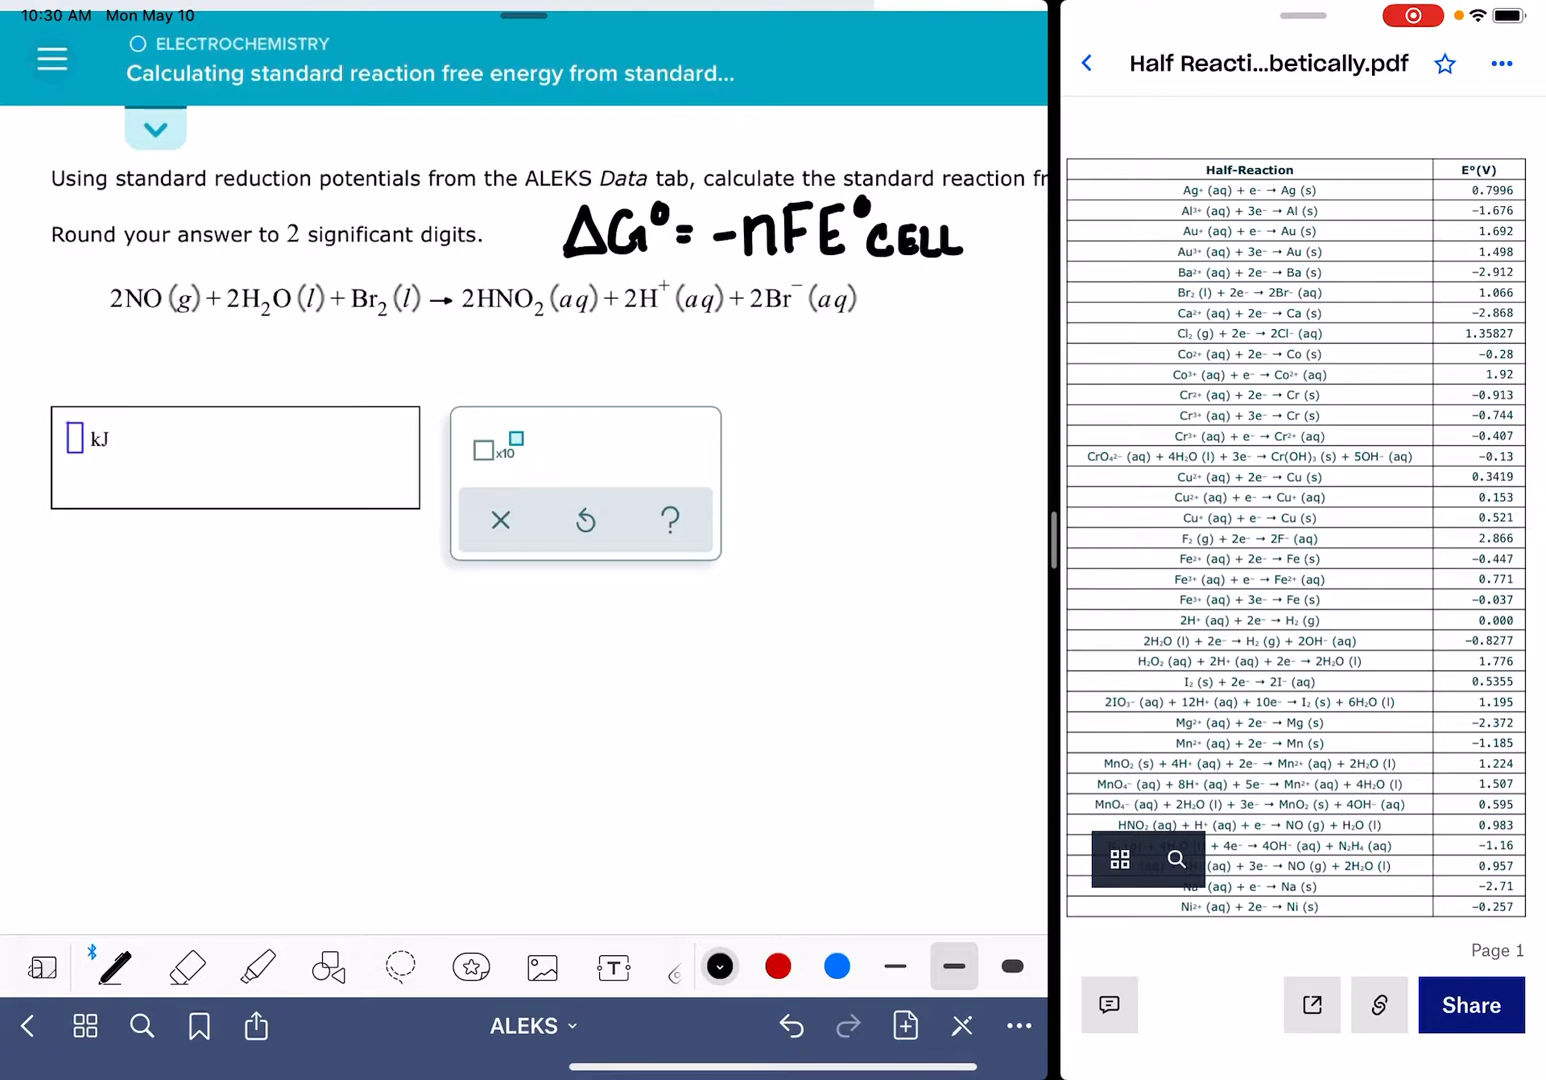 10:30 AM Mon May 10
ELECTROCHEMISTRY
Calculating standard reaction free energy from standard...
Using standard reduction potentials from the ALEKS Data tab, calculate the standard reaction fr
Round your answer to 2 significant digits.
ΔG° = -nFE°CELL
2NO (g) + 2H₂O (l) + Br₂ (l) → 2HNO₂ (aq) + 2H⁺ (aq) + 2Br⁻ (aq)
kJ
x10
?
ALEKS
Half Reacti...betically.pdf
Half-Reaction E°(V)
Ag⁺ (aq) + e⁻ → Ag (s) 0.7996
Al³⁺ (aq) + 3e⁻ → Al (s) −1.676
Au⁺ (aq) + e⁻ → Au (s) 1.692
Au³⁺ (aq) + 3e⁻ → Au (s) 1.498
Ba²⁺ (aq) + 2e⁻ → Ba (s) −2.912
Br₂ (l) + 2e⁻ → 2Br⁻ (aq) 1.066
Ca²⁺ (aq) + 2e⁻ → Ca (s) −2.868
Cl₂ (g) + 2e⁻ → 2Cl⁻ (aq) 1.35827
Co²⁺ (aq) + 2e⁻ → Co (s) −0.28
Co³⁺ (aq) + e⁻ → Co²⁺ (aq) 1.92
Cr²⁺ (aq) + 2e⁻ → Cr (s) −0.913
Cr³⁺ (aq) + 3e⁻ → Cr (s) −0.744
Cr³⁺ (aq) + e⁻ → Cr²⁺ (aq) −0.407
CrO₄²⁻ (aq) + 4H₂O (l) + 3e⁻ → Cr(OH)₃ (s) + 5OH⁻ (aq) −0.13
Cu²⁺ (aq) + 2e⁻ → Cu (s) 0.3419
Cu²⁺ (aq) + e⁻ → Cu⁺ (aq) 0.153
Cu⁺ (aq) + e⁻ → Cu (s) 0.521
F₂ (g) + 2e⁻ → 2F⁻ (aq) 2.866
Fe²⁺ (aq) + 2e⁻ → Fe (s) −0.447
Fe³⁺ (aq) + e⁻ → Fe²⁺ (aq) 0.771
Fe³⁺ (aq) + 3e⁻ → Fe (s) −0.037
2H⁺ (aq) + 2e⁻ → H₂ (g) 0.000
2H₂O (l) + 2e⁻ → H₂ (g) + 2OH⁻ (aq) −0.8277
H₂O₂ (aq) + 2H⁺ (aq) + 2e⁻ → 2H₂O (l) 1.776
I₂ (s) + 2e⁻ → 2I⁻ (aq) 0.5355
2IO₃⁻ (aq) + 12H⁺ (aq) + 10e⁻ → I₂ (s) + 6H₂O (l) 1.195
Mg²⁺ (aq) + 2e⁻ → Mg (s) −2.372
Mn²⁺ (aq) + 2e⁻ → Mn (s) −1.185
MnO₂ (s) + 4H⁺ (aq) + 2e⁻ → Mn²⁺ (aq) + 2H₂O (l) 1.224
MnO₄⁻ (aq) + 8H⁺ (aq) + 5e⁻ → Mn²⁺ (aq) + 4H₂O (l) 1.507
MnO₄⁻ (aq) + 2H₂O (l) + 3e⁻ → MnO₂ (s) + 4OH⁻ (aq) 0.595
HNO₂ (aq) + H⁺ (aq) + e⁻ → NO (g) + H₂O (l) 0.983
+ 4e⁻ → 4OH⁻ (aq) + N₂H₄ (aq) −1.16
(aq) + 3e⁻ → NO (g) + 2H₂O (l) 0.957
Na⁺ (aq) + e⁻ → Na (s) −2.71
Ni²⁺ (aq) + 2e⁻ → Ni (s) −0.257
Page 1
Share